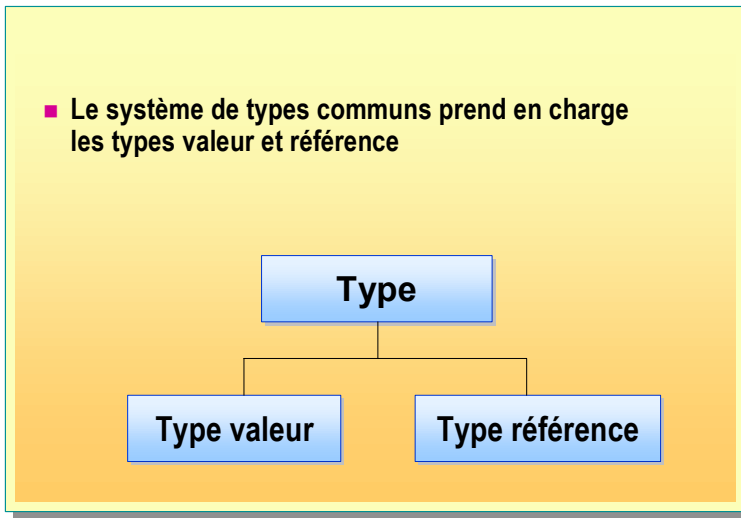 Le système de types communs prend en charge
les types valeur et référence
Type
Type valeur
Type référence